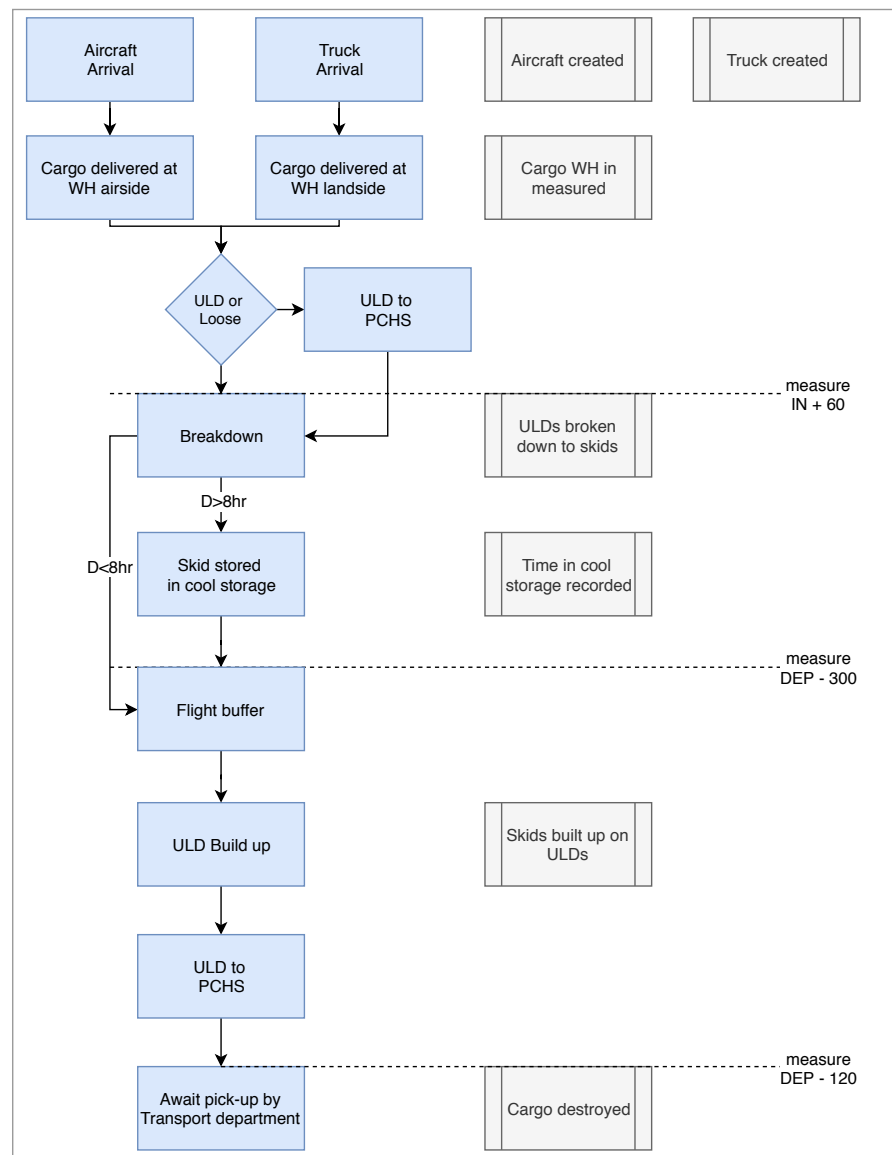 Aircraft
Arrival
Truck
Arrival
Aircraft created
Truck created
Cargo delivered at
WH airside
Cargo delivered at
WH landside
Cargo WH in
measured
ULD or
Loose
ULD to
PCHS
measure
IN + 60
Breakdown
ULDs broken
down to skids
D>8hr
D<8hr
Skid stored
in cool storage
Time in cool
storage recorded
measure
DEP - 300
Flight buffer
ULD Build up
Skids built up on
ULDs
ULD to
PCHS
measure
DEP - 120
Await pick-up by
Transport department
Cargo destroyed